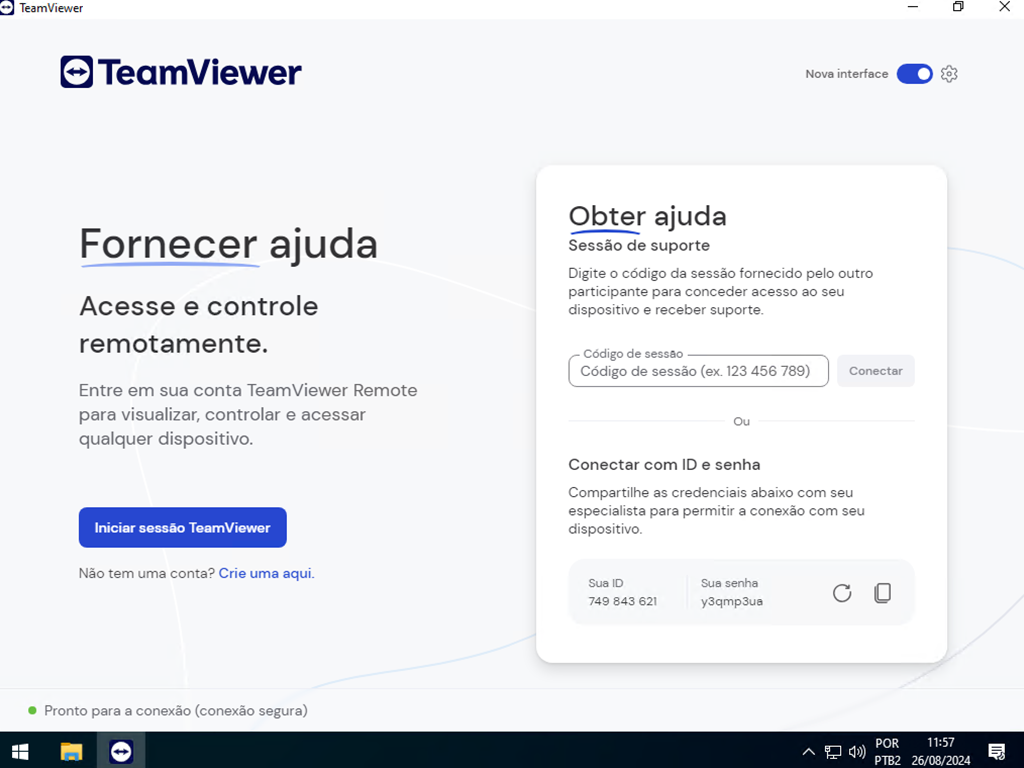 TeamViewer
TeamViewer
Nova interface
Fornecer ajuda
Acesse e controle
remotamente.
Entre em sua conta TeamViewer Remote
para visualizar, controlar e acessar
qualquer dispositivo.
Iniciar sessão TeamViewer
Não tem uma conta? Crie uma aqui.
Obter ajuda
Sessão de suporte
Digite o código da sessão fornecido pelo outro
participante para conceder acesso ao seu
dispositivo e receber suporte.
Código de sessão
Código de sessão (ex. 123 456 789)
Conectar
Ou
Conectar com ID e senha
Compartilhe as credenciais abaixo com seu
especialista para permitir a conexão com seu
dispositivo.
Sua ID
749 843 621
Sua senha
y3qmp3ua
Pronto para a conexão (conexão segura)
POR
PTB2
11:57
26/08/2024